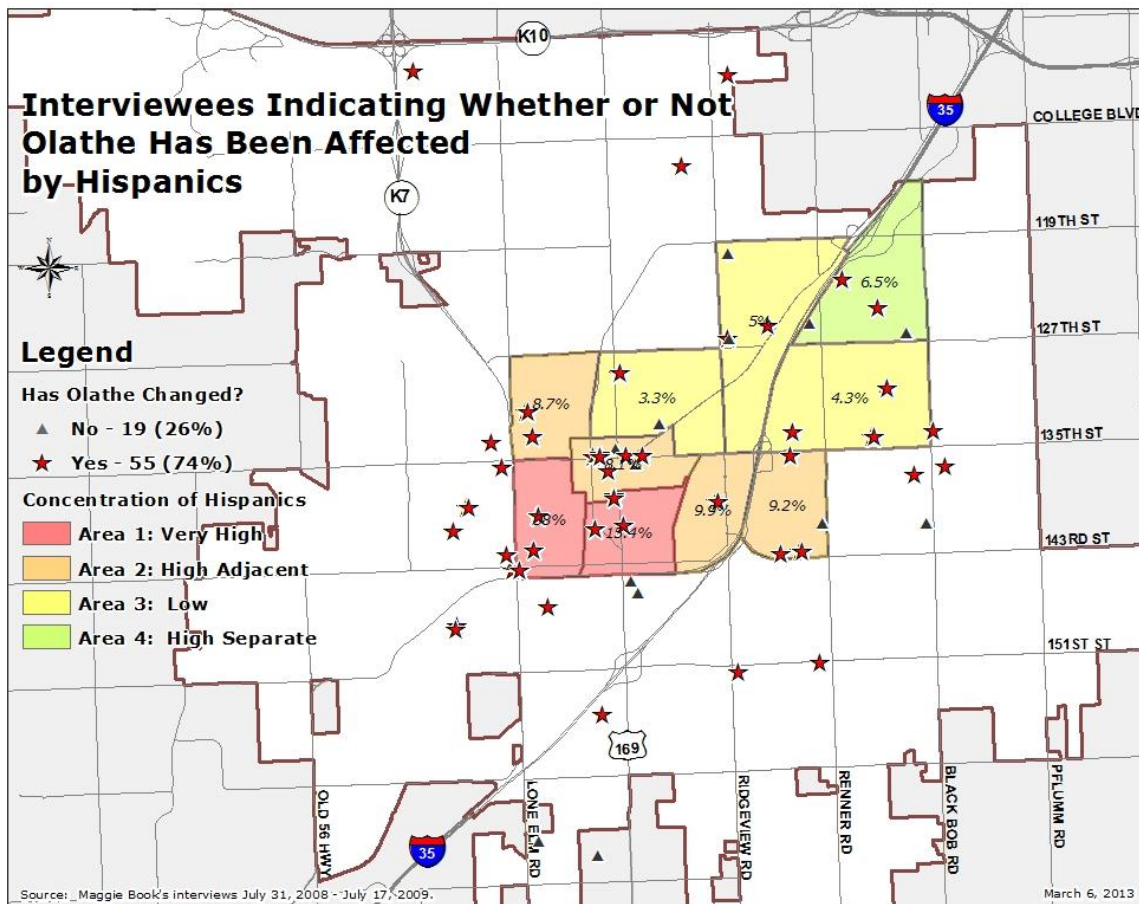 K10
Interviewees Indicating Whether or Not
Olathe Has Been Affected
by Hispanics
35
COLLEGE BLVD
K7
119TH ST
6.5%
5%
127TH ST
Legend
Has Olathe Changed?
No - 19 (26%)
Yes - 55 (74%)
8.7%
3.3%
4.3%
135TH ST
Concentration of Hispanics
Area 1: Very High
Area 2: High Adjacent
Area 3: Low
Area 4: High Separate
9.9%
9.2%
13.4%
143RD ST
151ST ST
169
OLD 56 HWY
LONE ELM RD
RIDGEVIEW RD
RENNER RD
BLACK BOB RD
PFLUMM RD
35
Source: Maggie Book's interviews July 31, 2008 - July 17, 2009.
March 6, 2013